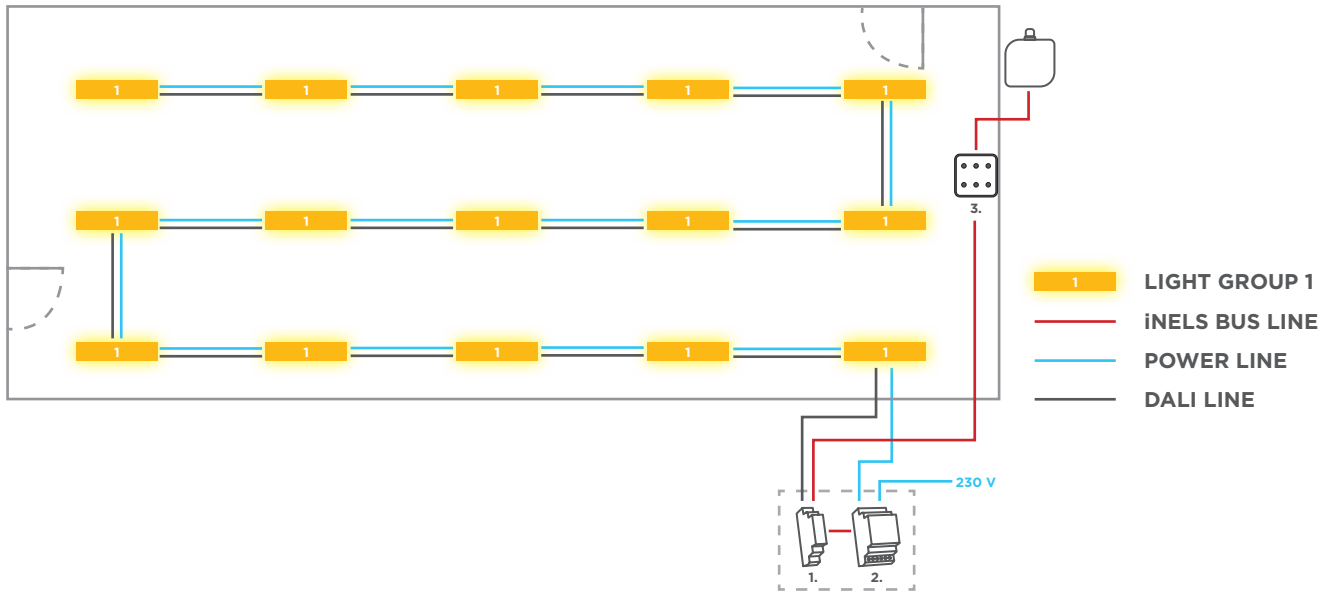 1 1 1 1 1
1 1 1 1 1
3.
1 1 1 1 1
1 LIGHT GROUP 1
iNELS BUS LINE
POWER LINE
DALI LINE
230 V
1. 2.